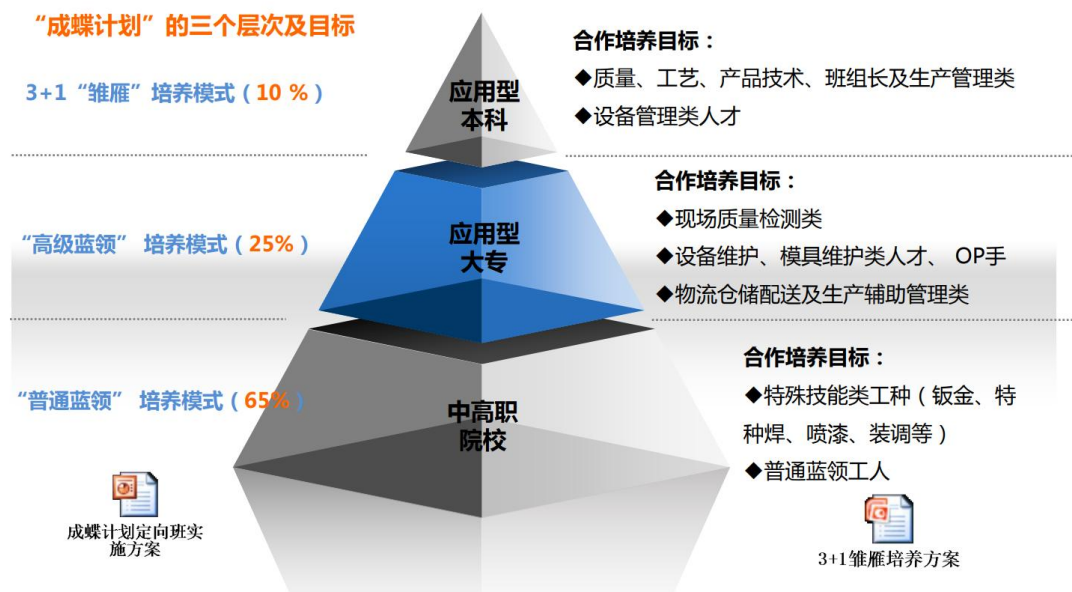 “成蝶计划”的三个层次及目标
3+1“雏雁”培养模式（10 %）
应用型
本科
合作培养目标：
◆质量、工艺、产品技术、班组长及生产管理类
◆设备管理类人才
“高级蓝领” 培养模式（25%）
应用型
大专
合作培养目标：
◆现场质量检测类
◆设备维护、模具维护类人才、 OP手
◆物流仓储配送及生产辅助管理类
“普通蓝领” 培养模式（65%）
中高职
院校
合作培养目标：
◆特殊技能类工种（钣金、特
种焊、喷漆、装调等）
◆普通蓝领工人
成蝶计划定向班实
施方案
3+1雏雁培养方案